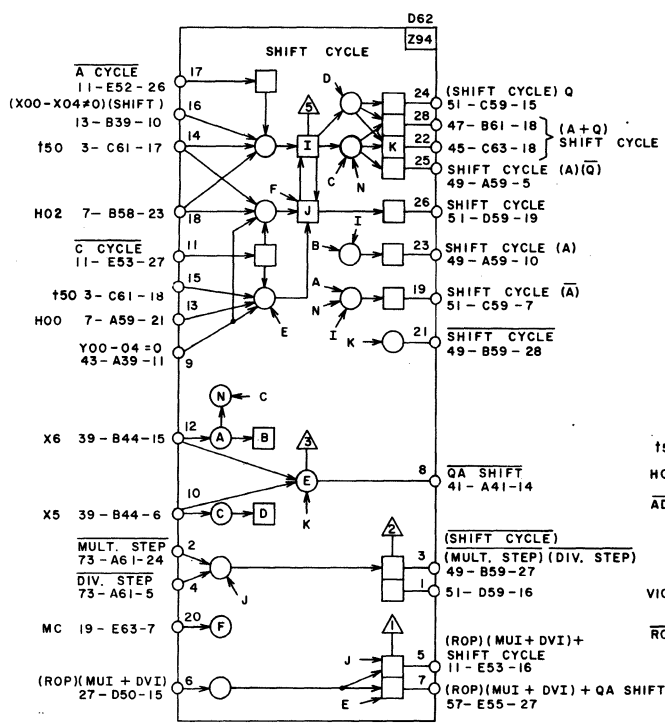 D62
Z94
SHIFT CYCLE
A CYCLE
11-E52-26
17
(X00-X04≠0)(SHIFT)
16
13-B39-10
14
t50 3-C61-17
H02 7-B58-23
18
C CYCLE
11-E53-27
11
15
t50 3-C61-18
13
H00 7-A59-21
Y00-04=0
43-A39-11
9
5
D
I
K
C
N
F
J
B
I
A
N
I
E
K
24
(SHIFT CYCLE) Q
51-C59-15
28
47-B61-18
22
45-C63-18
(A+Q)
SHIFT CYCLE
25
SHIFT CYCLE (A)(Q̅)
49-A59-5
26
SHIFT CYCLE
51-D59-19
23
SHIFT CYCLE (A)
49-A59-10
19
SHIFT CYCLE (A̅)
51-C59-7
21
SHIFT CYCLE
49-B59-28
N
C
12
X6 39-B44-15
A
B
3
E
K
8
QA SHIFT
41-A41-14
10
X5 39-B44-6
C
D
2
MULT. STEP
73-A61-24
DIV. STEP
73-A61-5
4
J
2
(SHIFT CYCLE)
3
(MULT. STEP)(DIV. STEP)
49-B59-27
1
51-D59-16
20
MC 19-E63-7
F
1
(ROP)(MUI+DVI)
27-D50-15
6
J
E
(ROP)(MUI+DVI)+
5
SHIFT CYCLE
11-E53-16
7
(ROP)(MUI+DVI)+QA SHIFT
57-E55-27